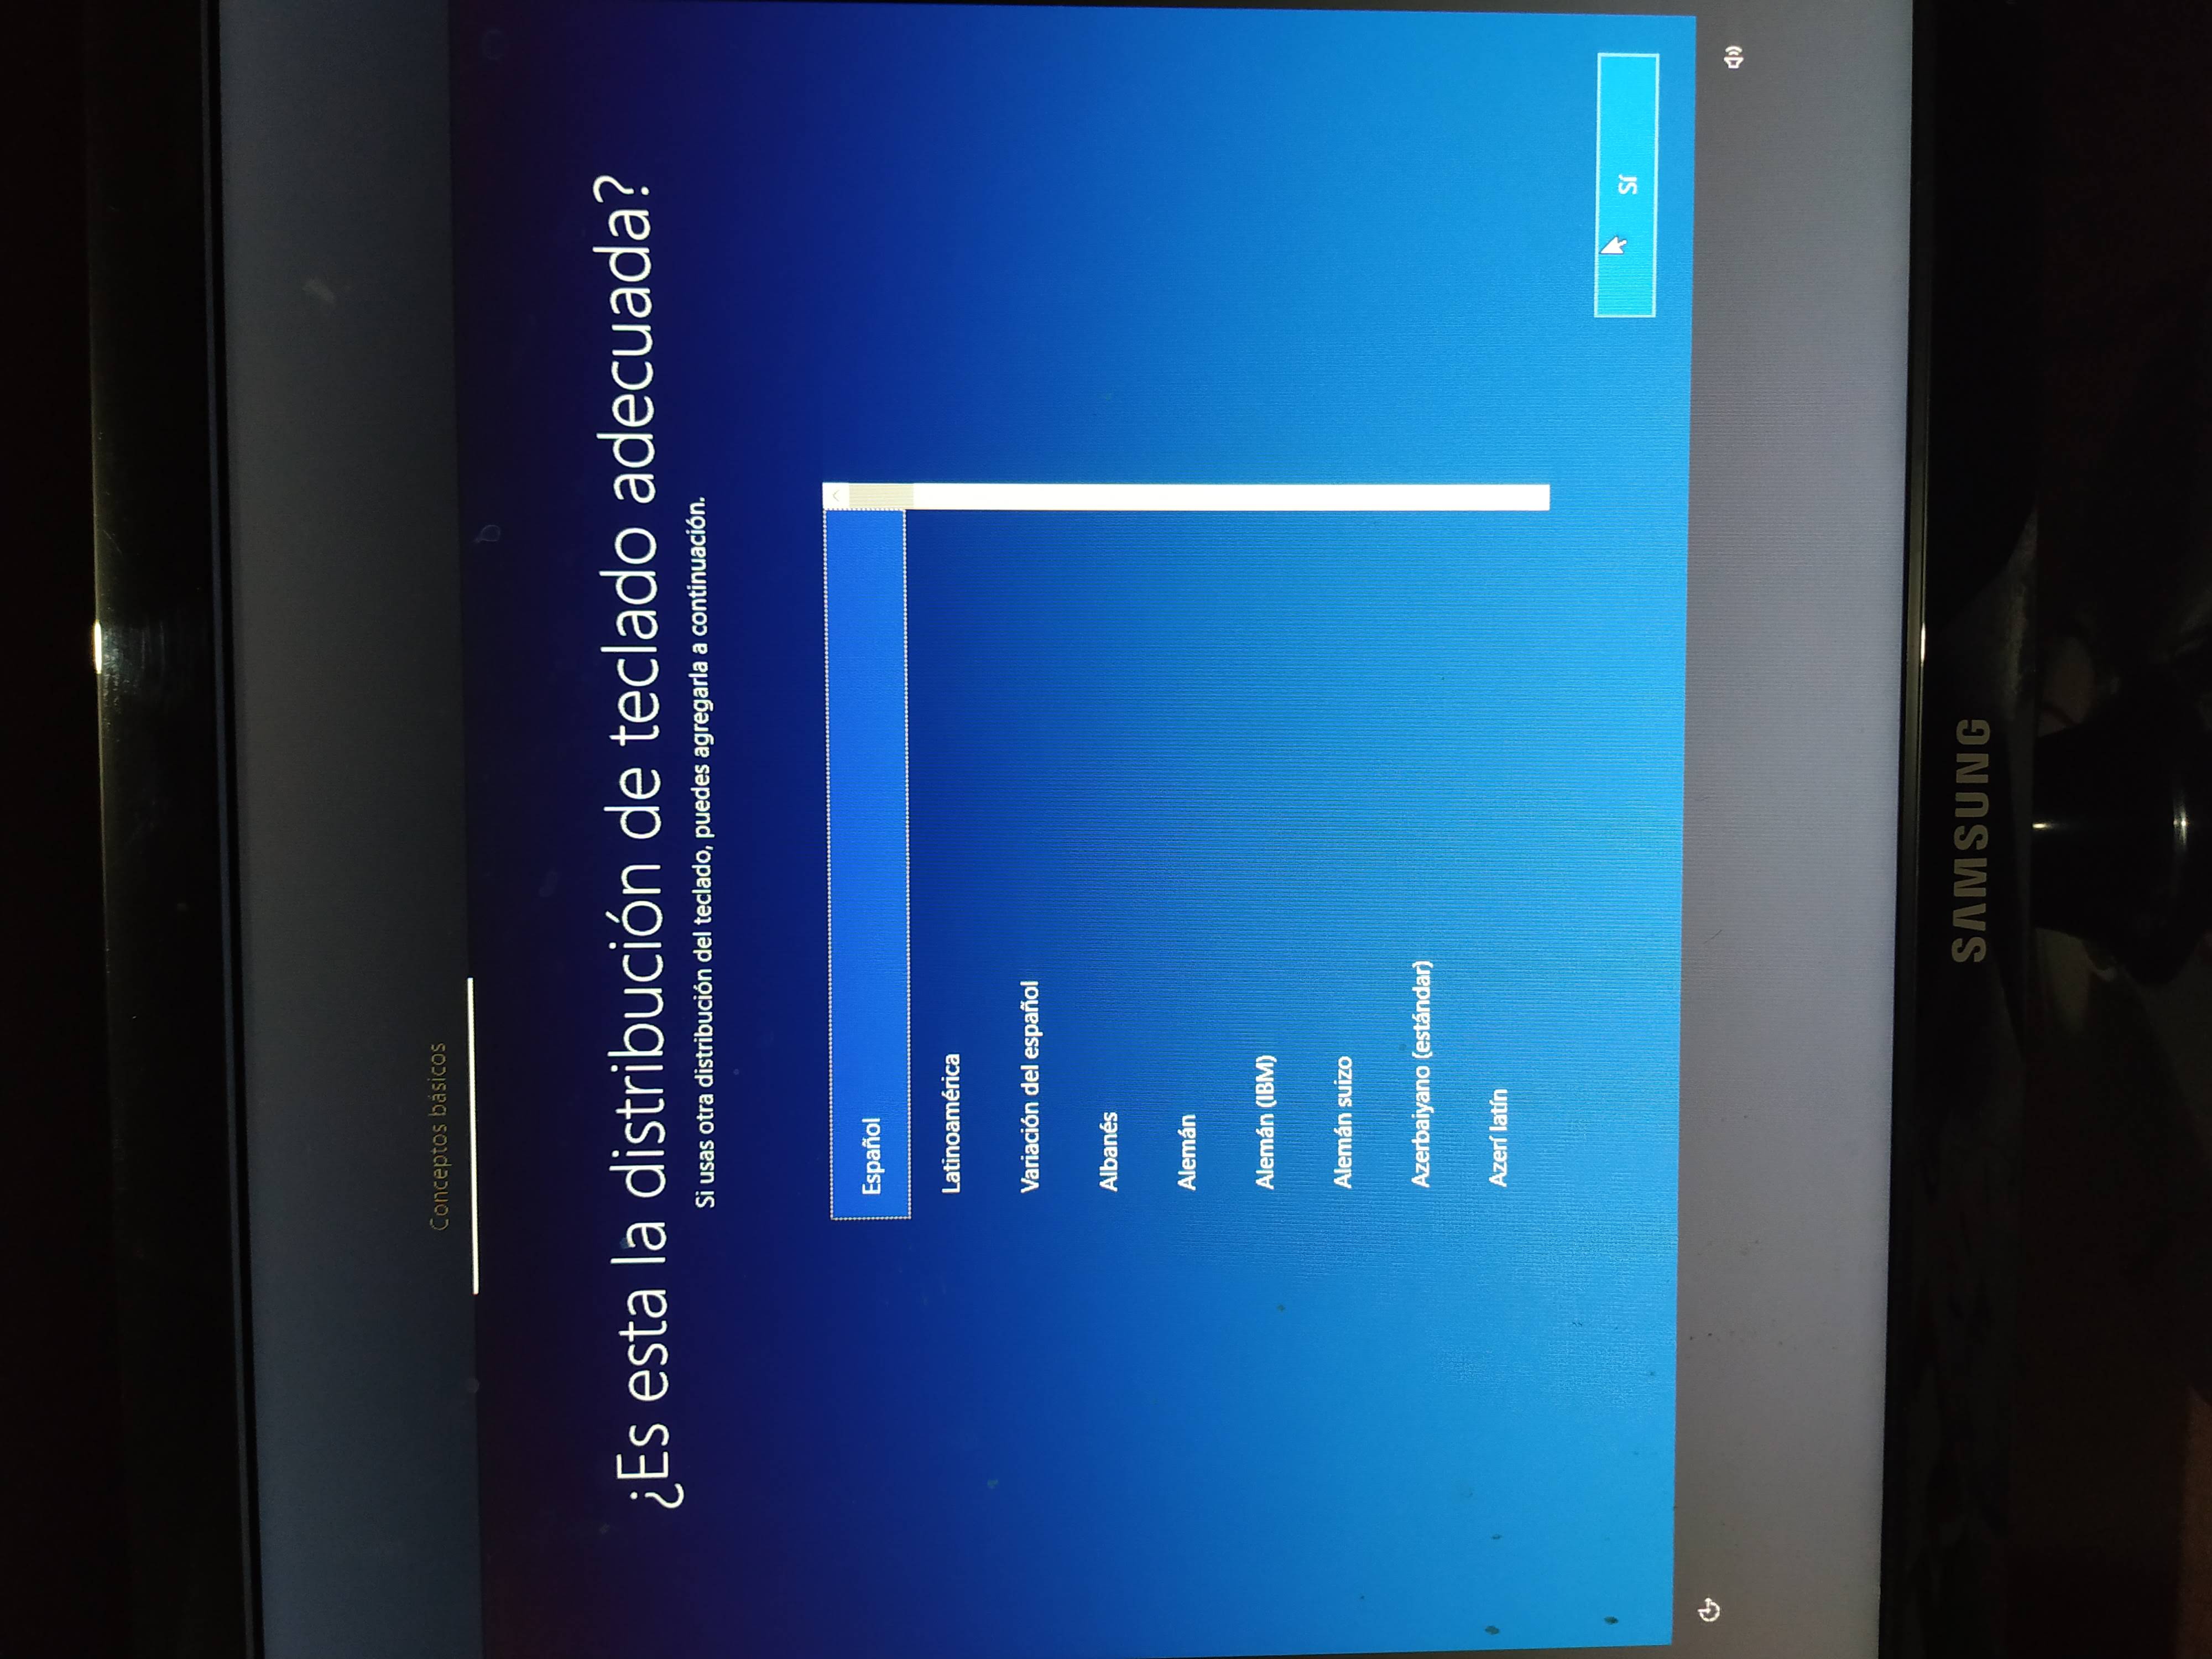 Conceptos básicos
¿Es esta la distribución de teclado adecuada?
Si usas otra distribución del teclado, puedes agregarla a continuación.
Español
Latinoamérica
Variación del español
Albanés
Alemán
Alemán (IBM)
Alemán suizo
Azerbaiyano (estándar)
Azerí latín
Sí
SAMSUNG